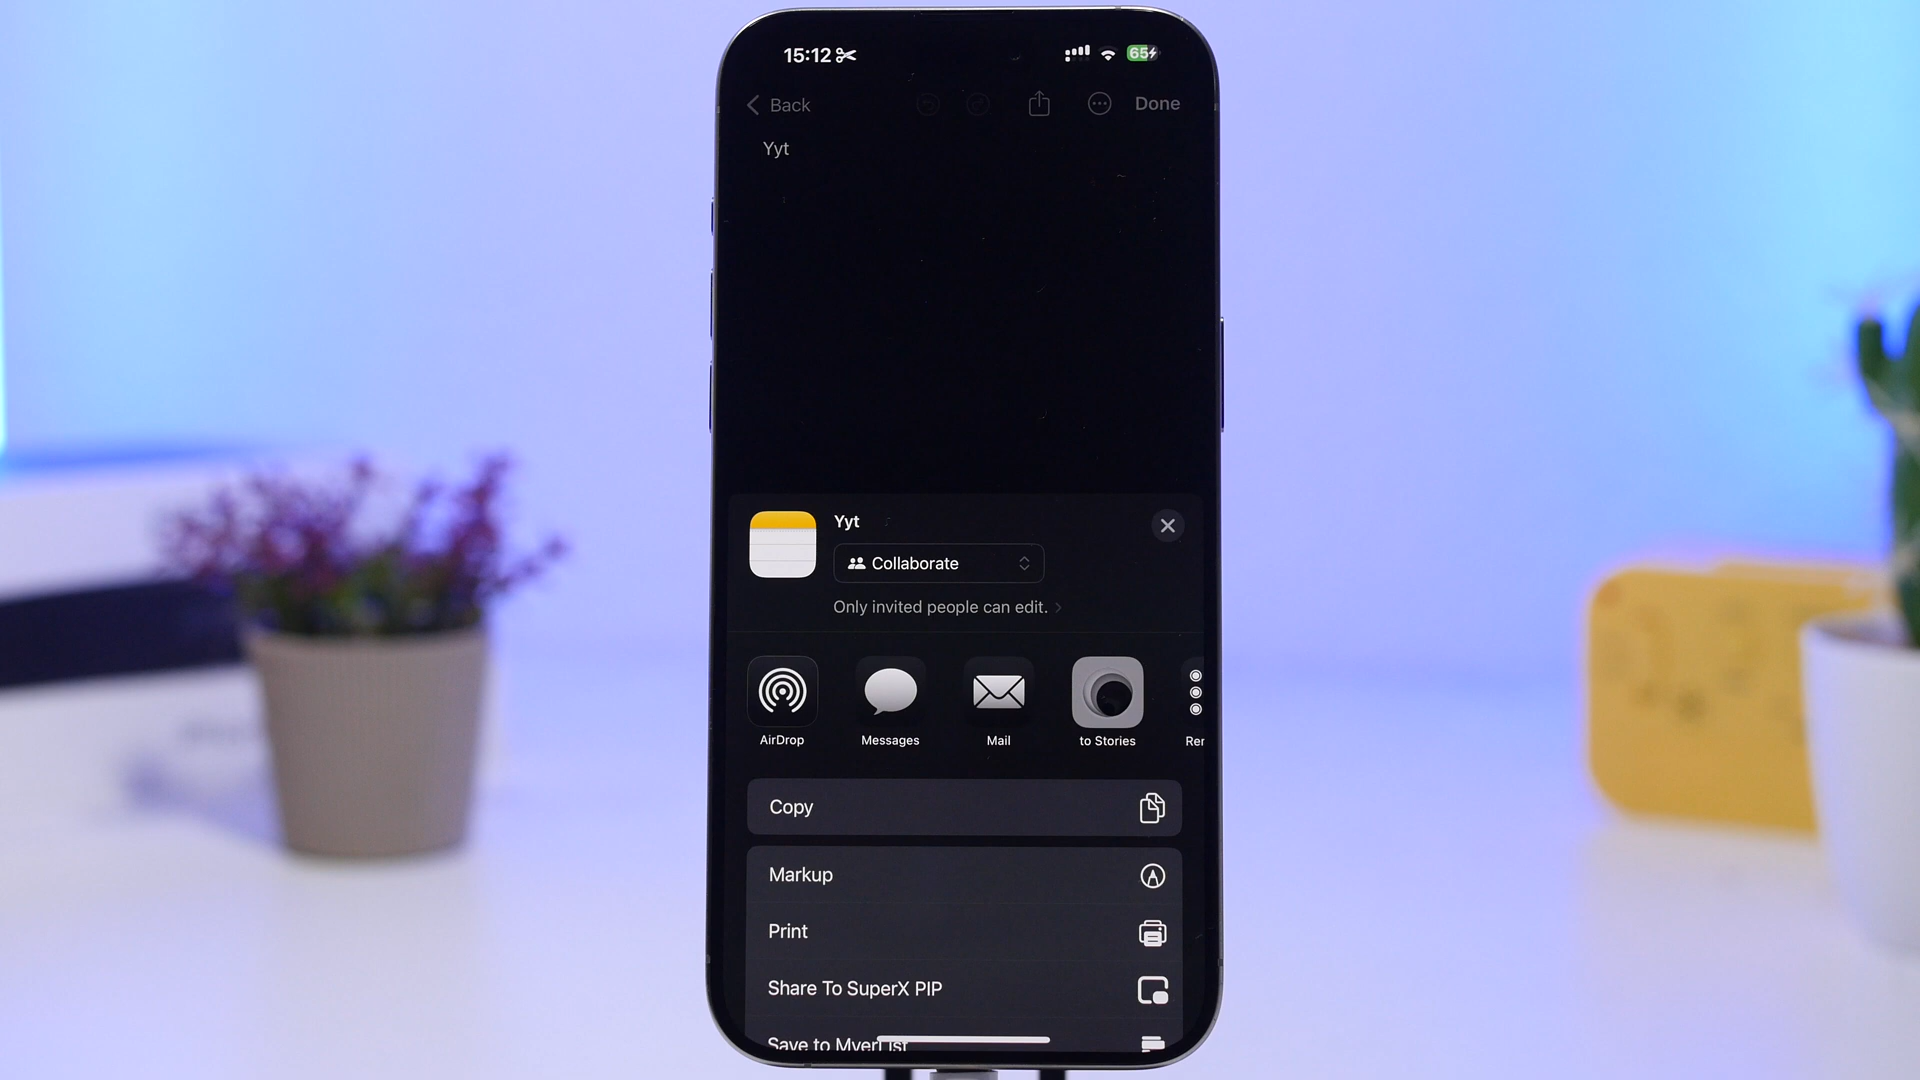 15:12
65
Back
Done
Yyt
Yyt
Collaborate
Only invited people can edit.
AirDrop
Messages
Mail
to Stories
Rer
Copy
Markup
Print
Share To SuperX PIP
Save to